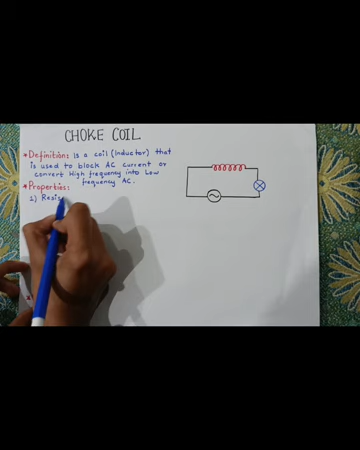 CHOKE COIL
* Definition: Is a coil (Inductor) that
is used to block AC current or
convert High frequency into Low
frequency AC.
* Properties:
1) Resis